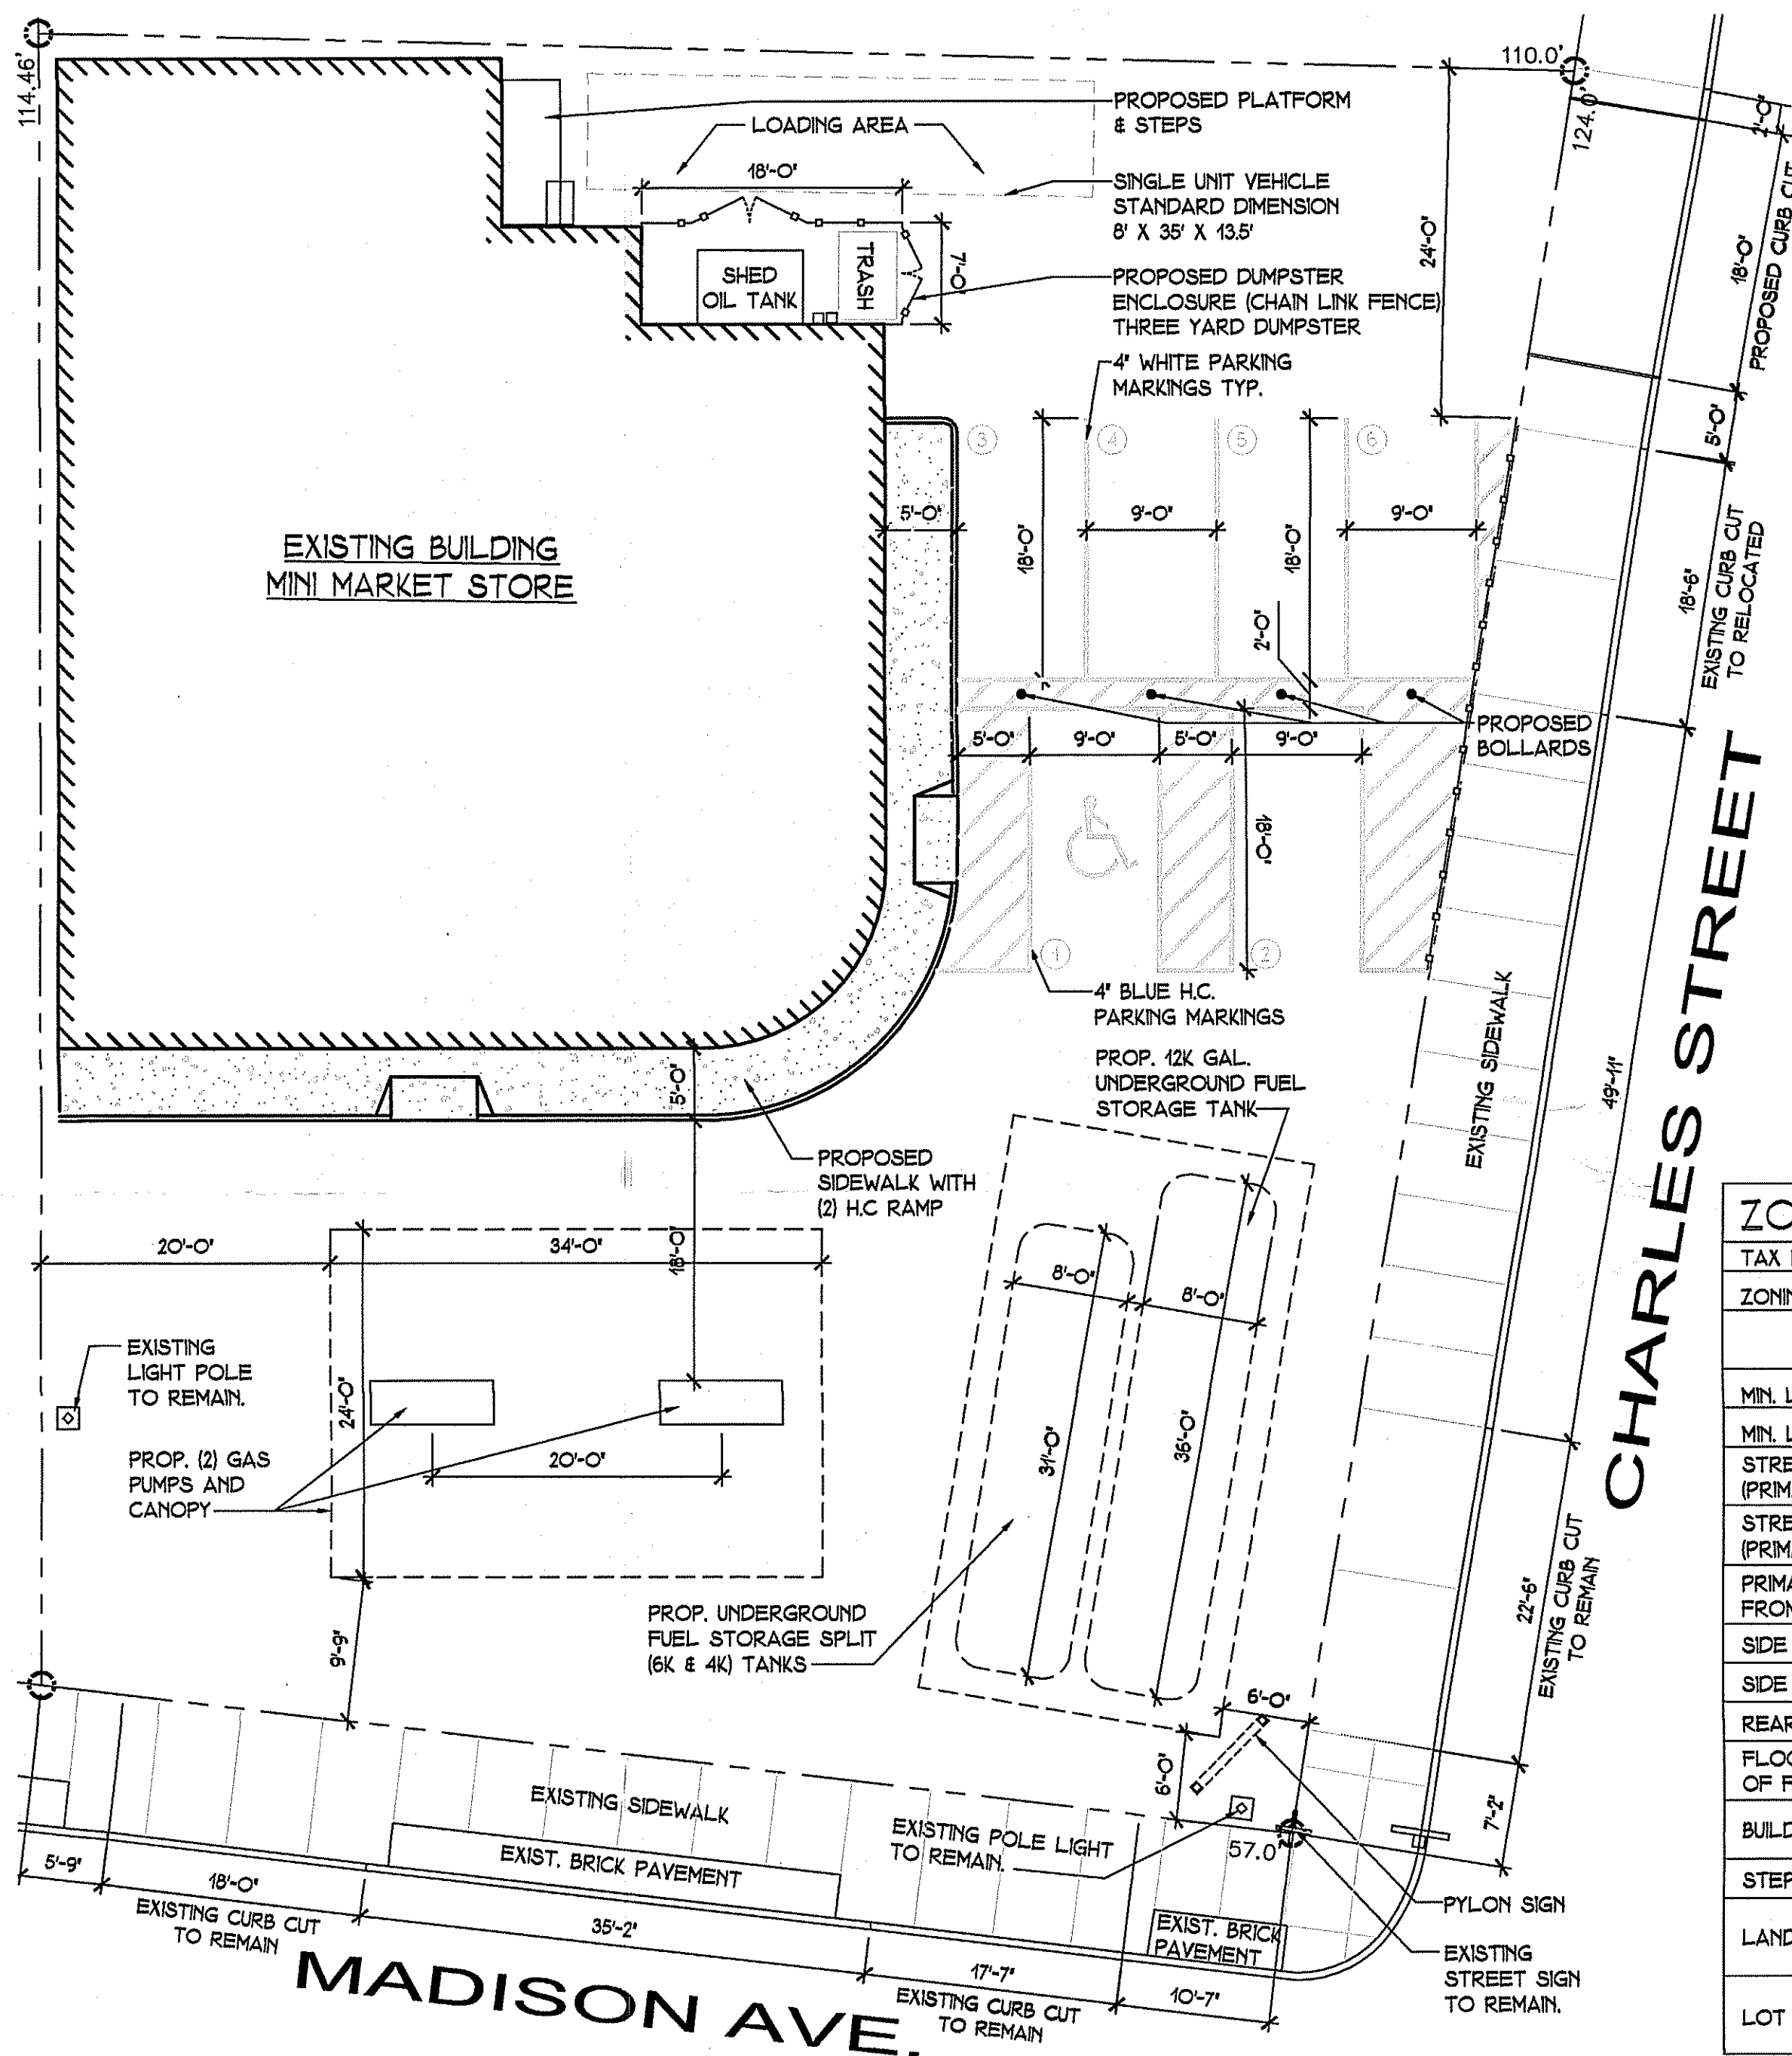 114.46'
110.0'
124.0'
2'-0"
PROPOSED PLATFORM
& STEPS
LOADING AREA
18'-0"
SINGLE UNIT VEHICLE
STANDARD DIMENSION
8' X 35' X 13.5'
24'-0"
18'-0"
PROPOSED CURB CUT
SHED
OIL TANK
TRASH
7'-0"
PROPOSED DUMPSTER
ENCLOSURE (CHAIN LINK FENCE)
THREE YARD DUMPSTER
4" WHITE PARKING
MARKINGS TYP.
3
4
5
6
5'-0"
5'-0"
9'-0"
9'-0"
18'-0"
18'-0"
EXISTING BUILDING
MINI MARKET STORE
18'-6"
EXISTING CURB CUT
TO RELOCATED
2'-0"
PROPOSED
BOLLARDS
5'-0"
9'-0"
5'-0"
9'-0"
18'-0"
1
2
4" BLUE H.C.
PARKING MARKINGS
EXISTING SIDEWALK
CHARLES STREET
49'-11"
PROP. 12K GAL.
UNDERGROUND FUEL
STORAGE TANK
5'-0"
PROPOSED
SIDEWALK WITH
(2) H.C RAMP
20'-0"
34'-0"
18'-0"
8'-0"
8'-0"
EXISTING
LIGHT POLE
TO REMAIN.
24'-0"
20'-0"
31'-0"
36'-0"
PROP. (2) GAS
PUMPS AND
CANOPY
9'-9"
PROP. UNDERGROUND
FUEL STORAGE SPLIT
(6K & 4K) TANKS
22'-6"
EXISTING CURB CUT
TO REMAIN
6'-0"
6'-0"
7'-2"
EXISTING SIDEWALK
EXIST. BRICK PAVEMENT
EXISTING POLE LIGHT
TO REMAIN.
57.0'
PYLON SIGN
EXISTING
STREET SIGN
TO REMAIN.
EXIST. BRICK
PAVEMENT
5'-9"
18'-0"
EXISTING CURB CUT
TO REMAIN
35'-2"
17'-7"
EXISTING CURB CUT
TO REMAIN
10'-7"
MADISON AVE.
ZO
TAX
ZONIN
MIN. L
MIN. L
STRE
(PRIM
STRE
(PRIM
PRIMA
FRON
SIDE
SIDE
REAR
FLOO
OF F
BUILD
STEP
LAND
LOT